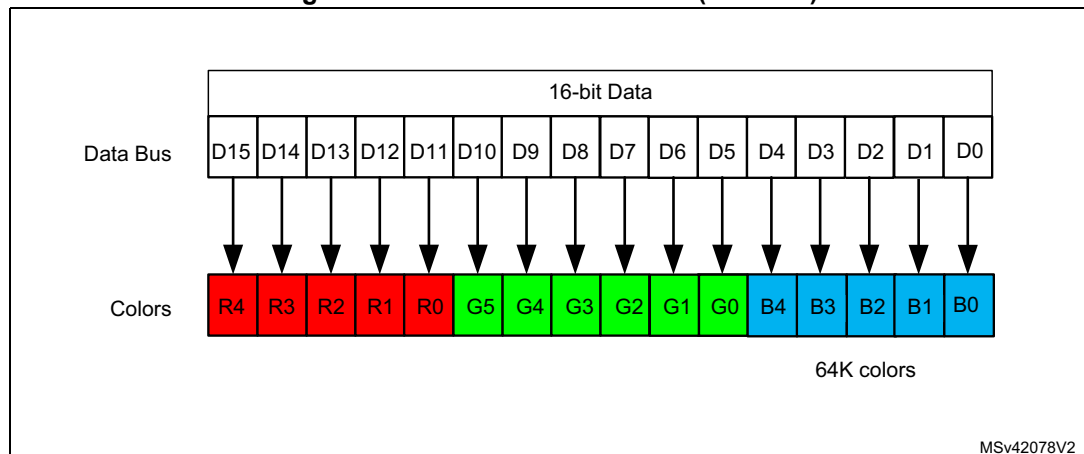 16-bit Data
Data Bus D15 D14 D13 D12 D11 D10 D9 D8 D7 D6 D5 D4 D3 D2 D1 D0
Colors R4 R3 R2 R1 R0 G5 G4 G3 G2 G1 G0 B4 B3 B2 B1 B0
64K colors
MSv42078V2